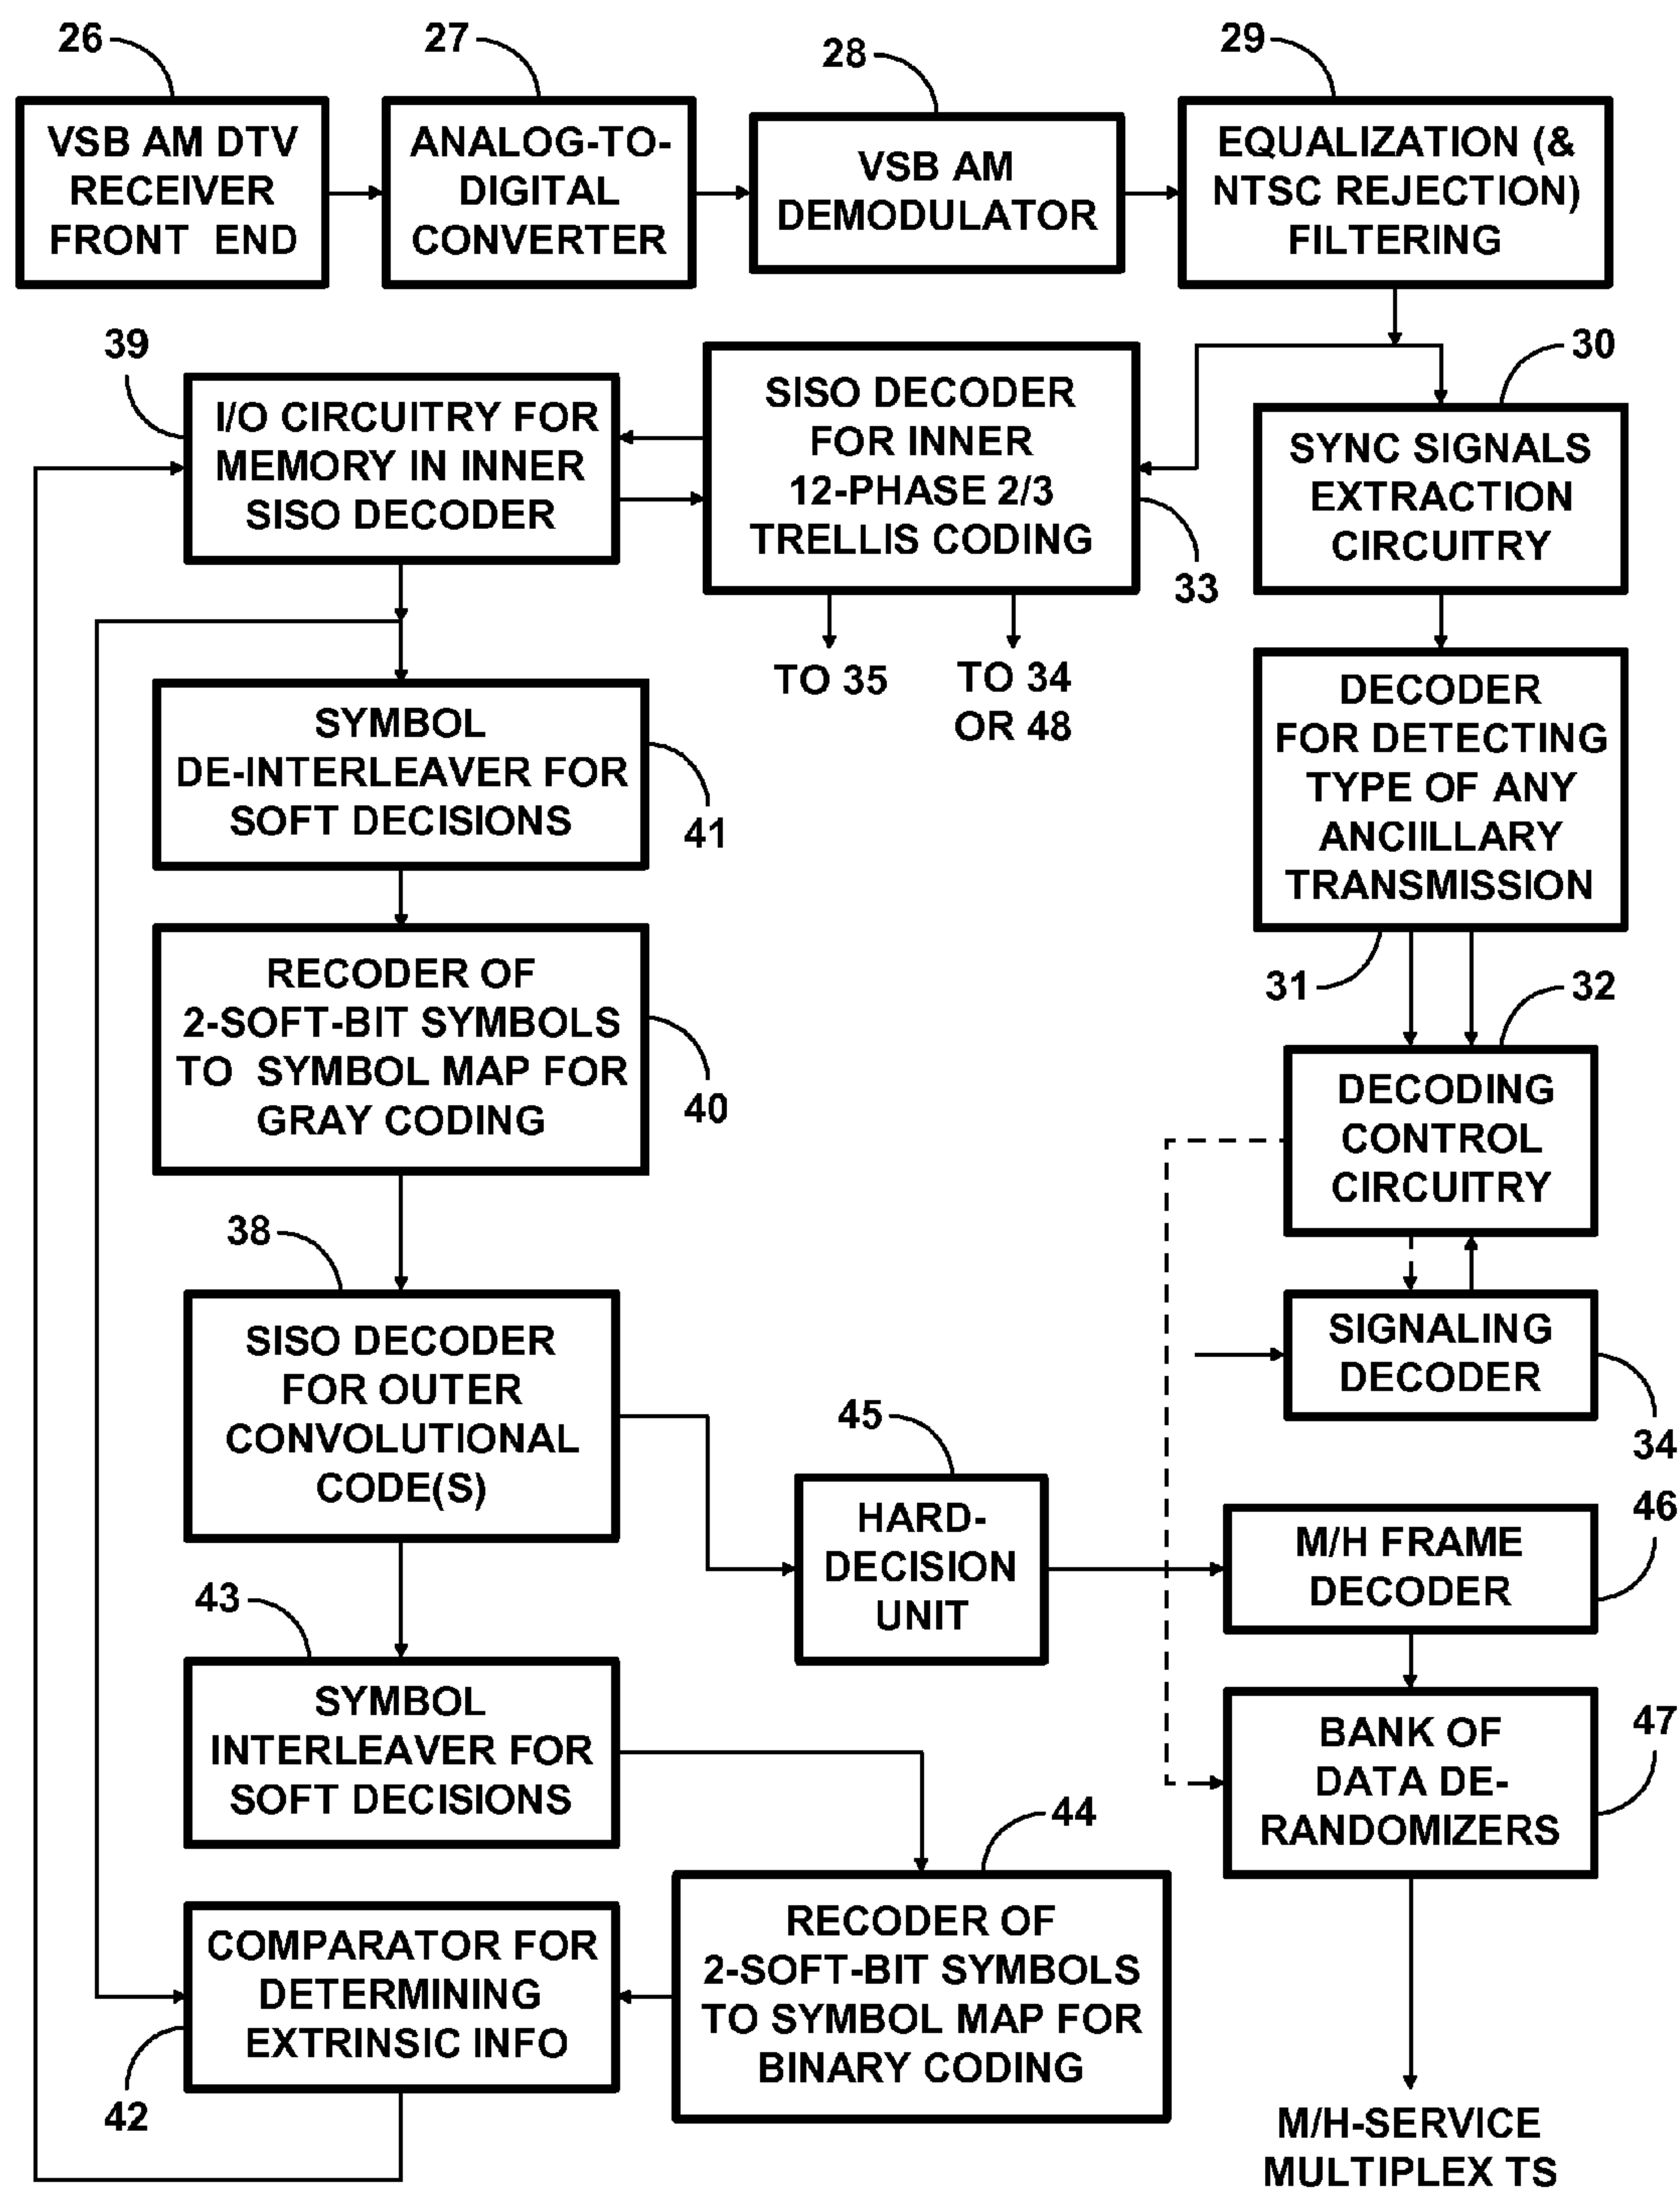 26
27
28
29
VSB AM DTV
RECEIVER
FRONT END
ANALOG-TO-
DIGITAL
CONVERTER
VSB AM
DEMODULATOR
EQUALIZATION (&
NTSC REJECTION)
FILTERING
39
I/O CIRCUITRY FOR
MEMORY IN INNER
SISO DECODER
SISO DECODER
FOR INNER
12-PHASE 2/3
TRELLIS CODING
33
30
SYNC SIGNALS
EXTRACTION
CIRCUITRY
TO 35
TO 34
OR 48
SYMBOL
DE-INTERLEAVER FOR
SOFT DECISIONS
41
DECODER
FOR DETECTING
TYPE OF ANY
ANCIILLARY
TRANSMISSION
31
32
RECODER OF
2-SOFT-BIT SYMBOLS
TO SYMBOL MAP FOR
GRAY CODING
40
DECODING
CONTROL
CIRCUITRY
38
SISO DECODER
FOR OUTER
CONVOLUTIONAL
CODE(S)
SIGNALING
DECODER
34
45
HARD-
DECISION
UNIT
46
M/H FRAME
DECODER
43
SYMBOL
INTERLEAVER FOR
SOFT DECISIONS
47
BANK OF
DATA DE-
RANDOMIZERS
44
RECODER OF
2-SOFT-BIT SYMBOLS
TO SYMBOL MAP FOR
BINARY CODING
COMPARATOR FOR
DETERMINING
EXTRINSIC INFO
42
M/H-SERVICE
MULTIPLEX TS